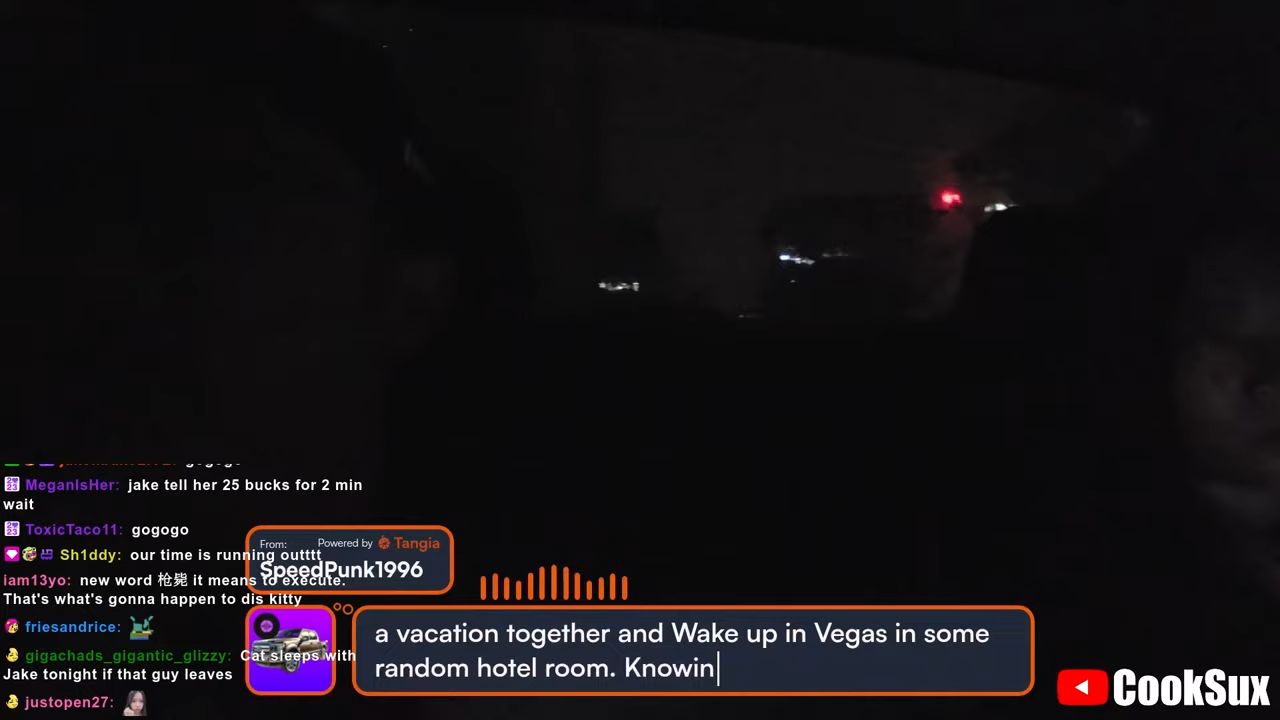 MeganIsHer: jake tell her 25 bucks for 2 min
wait
ToxicTaco11: gogogo
Sh1ddy: our time is running outttt
iam13yo: new word 枪毙 it means to execute.
That's what's gonna happen to dis kitty
friesandrice:
gigachads_gigantic_glizzy: Cat sleeps with
Jake tonight if that guy leaves
justopen27:
From: Powered by Tangia
SpeedPunk1996
a vacation together and Wake up in Vegas in some
random hotel room. Knowin
CookSux